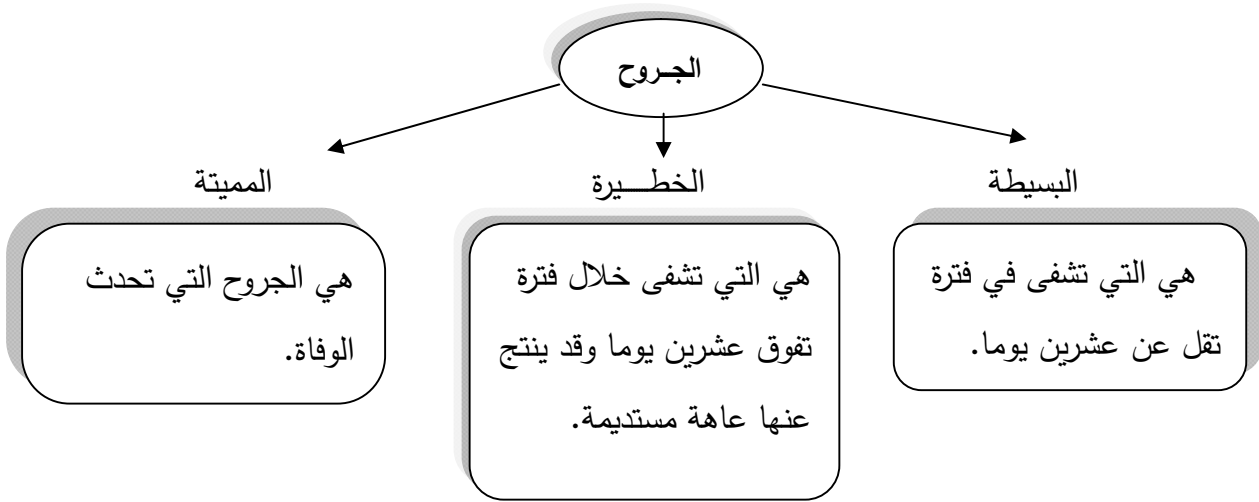 الجـروح
البسيطة
هي التي تشفى في فترة
تقل عن عشرين يوما.
الخطـــيرة
هي التي تشفى خلال فترة
تفوق عشرين يوما وقد ينتج
عنها عاهة مستديمة.
المميتة
هي الجروح التي تحدث
الوفاة.